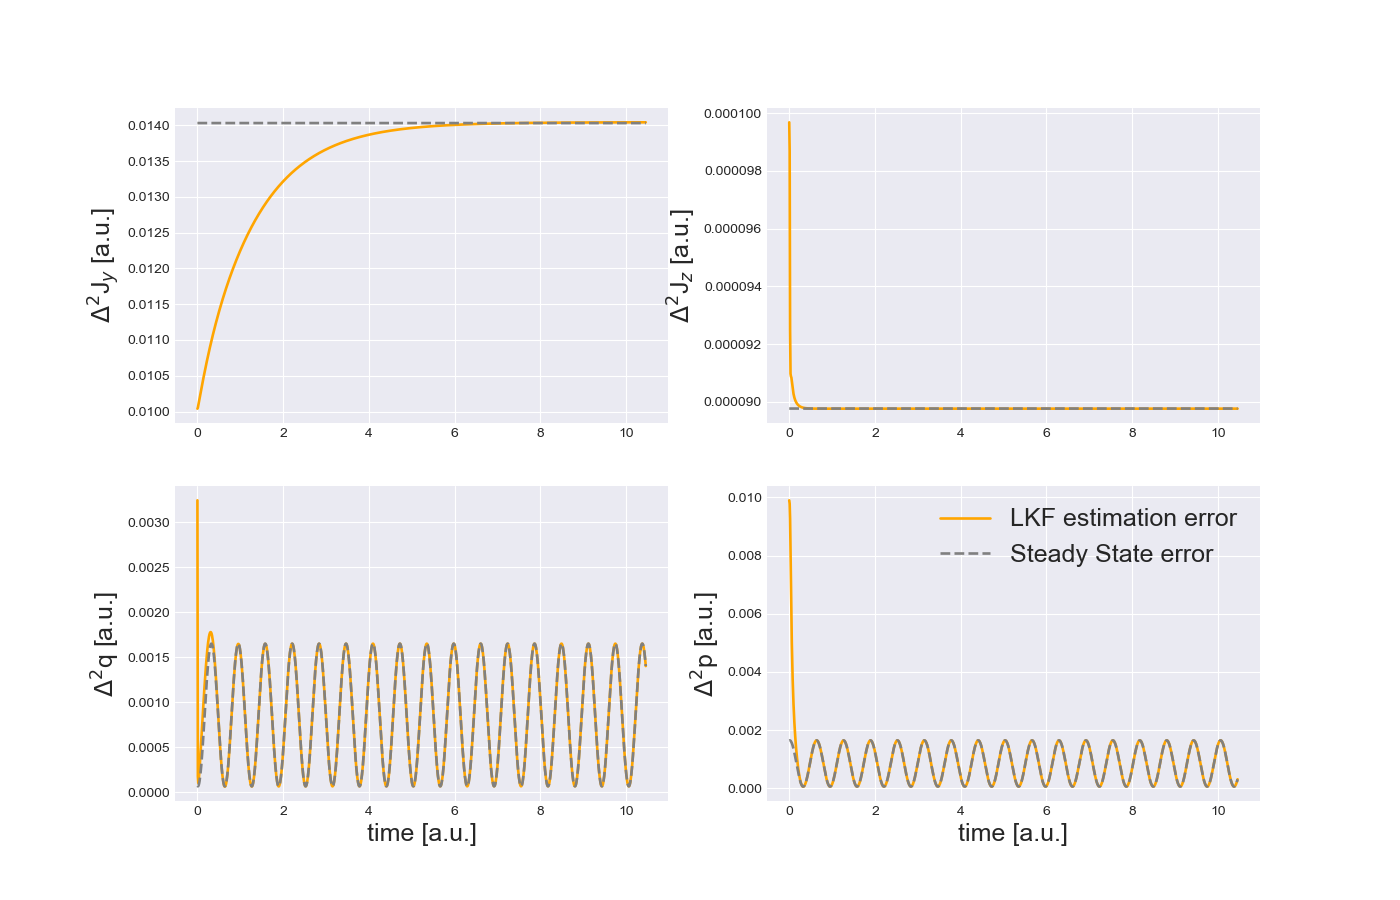 Δ²J_y [a.u.]
0.0140
0.0135
0.0130
0.0125
0.0120
0.0115
0.0110
0.0105
0.0100
0 2 4 6 8 10
Δ²J_z [a.u.]
0.000100
0.000098
0.000096
0.000094
0.000092
0.000090
0 2 4 6 8 10
Δ²q [a.u.]
0.0030
0.0025
0.0020
0.0015
0.0010
0.0005
0.0000
0 2 4 6 8 10
time [a.u.]
Δ²p [a.u.]
0.010
0.008
0.006
0.004
0.002
0.000
LKF estimation error
Steady State error
0 2 4 6 8 10
time [a.u.]